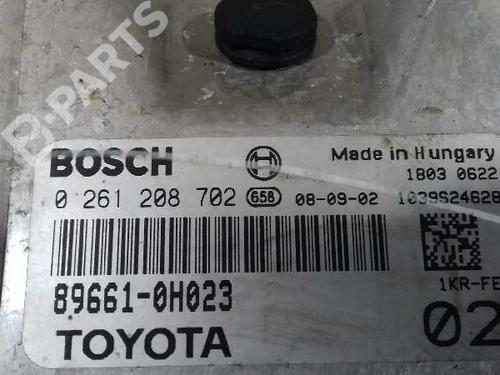 B-PARTS
BOSCH
Made in Hungary
1803 0622
0 261 208 702 658 08-09-02 1039S24628
89661-0H023
1KR-FE
TOYOTA
02